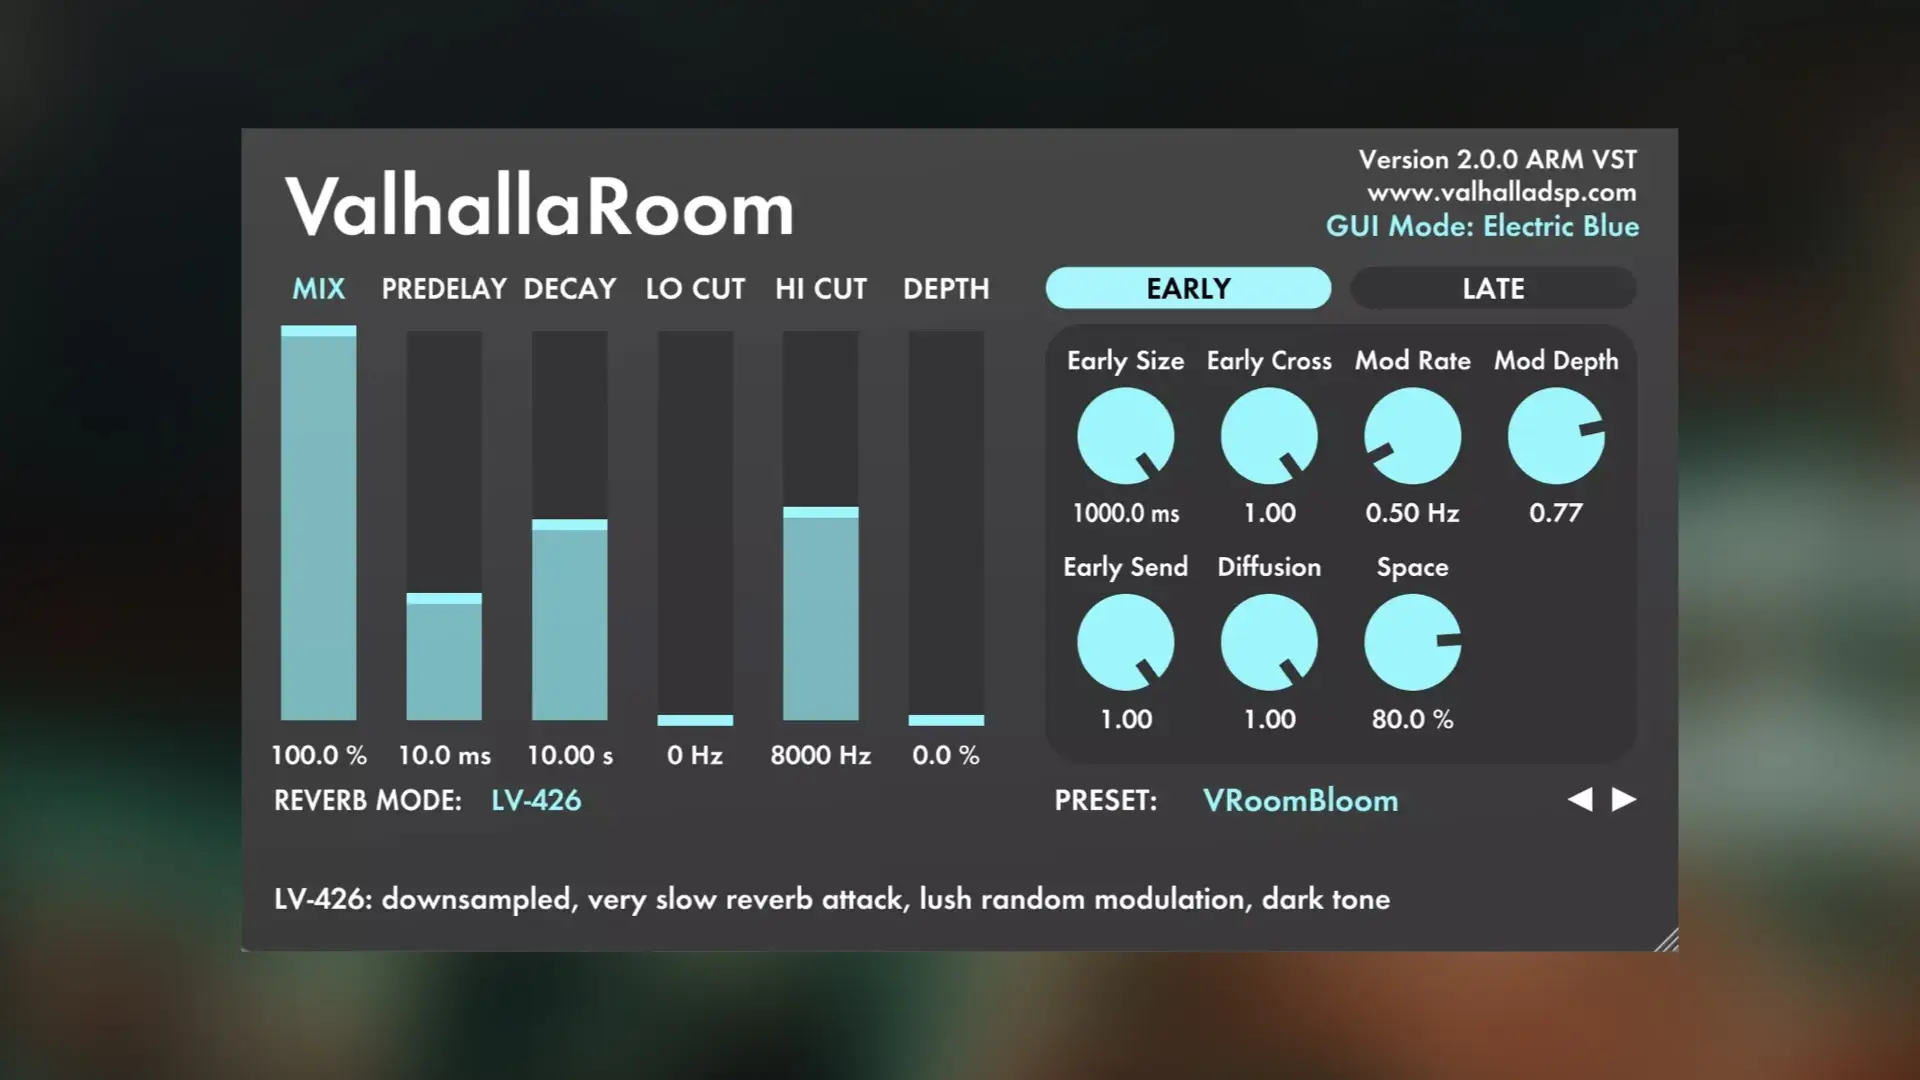 ValhallaRoom
Version 2.0.0 ARM VST
www.valhalladsp.com
GUI Mode: Electric Blue
MIX PREDELAY DECAY LO CUT HI CUT DEPTH
100.0 % 10.0 ms 10.00 s 0 Hz 8000 Hz 0.0 %
REVERB MODE: LV-426
EARLY LATE
Early Size Early Cross Mod Rate Mod Depth
1000.0 ms 1.00 0.50 Hz 0.77
Early Send Diffusion Space
1.00 1.00 80.0 %
PRESET: VRoomBloom
LV-426: downsampled, very slow reverb attack, lush random modulation, dark tone